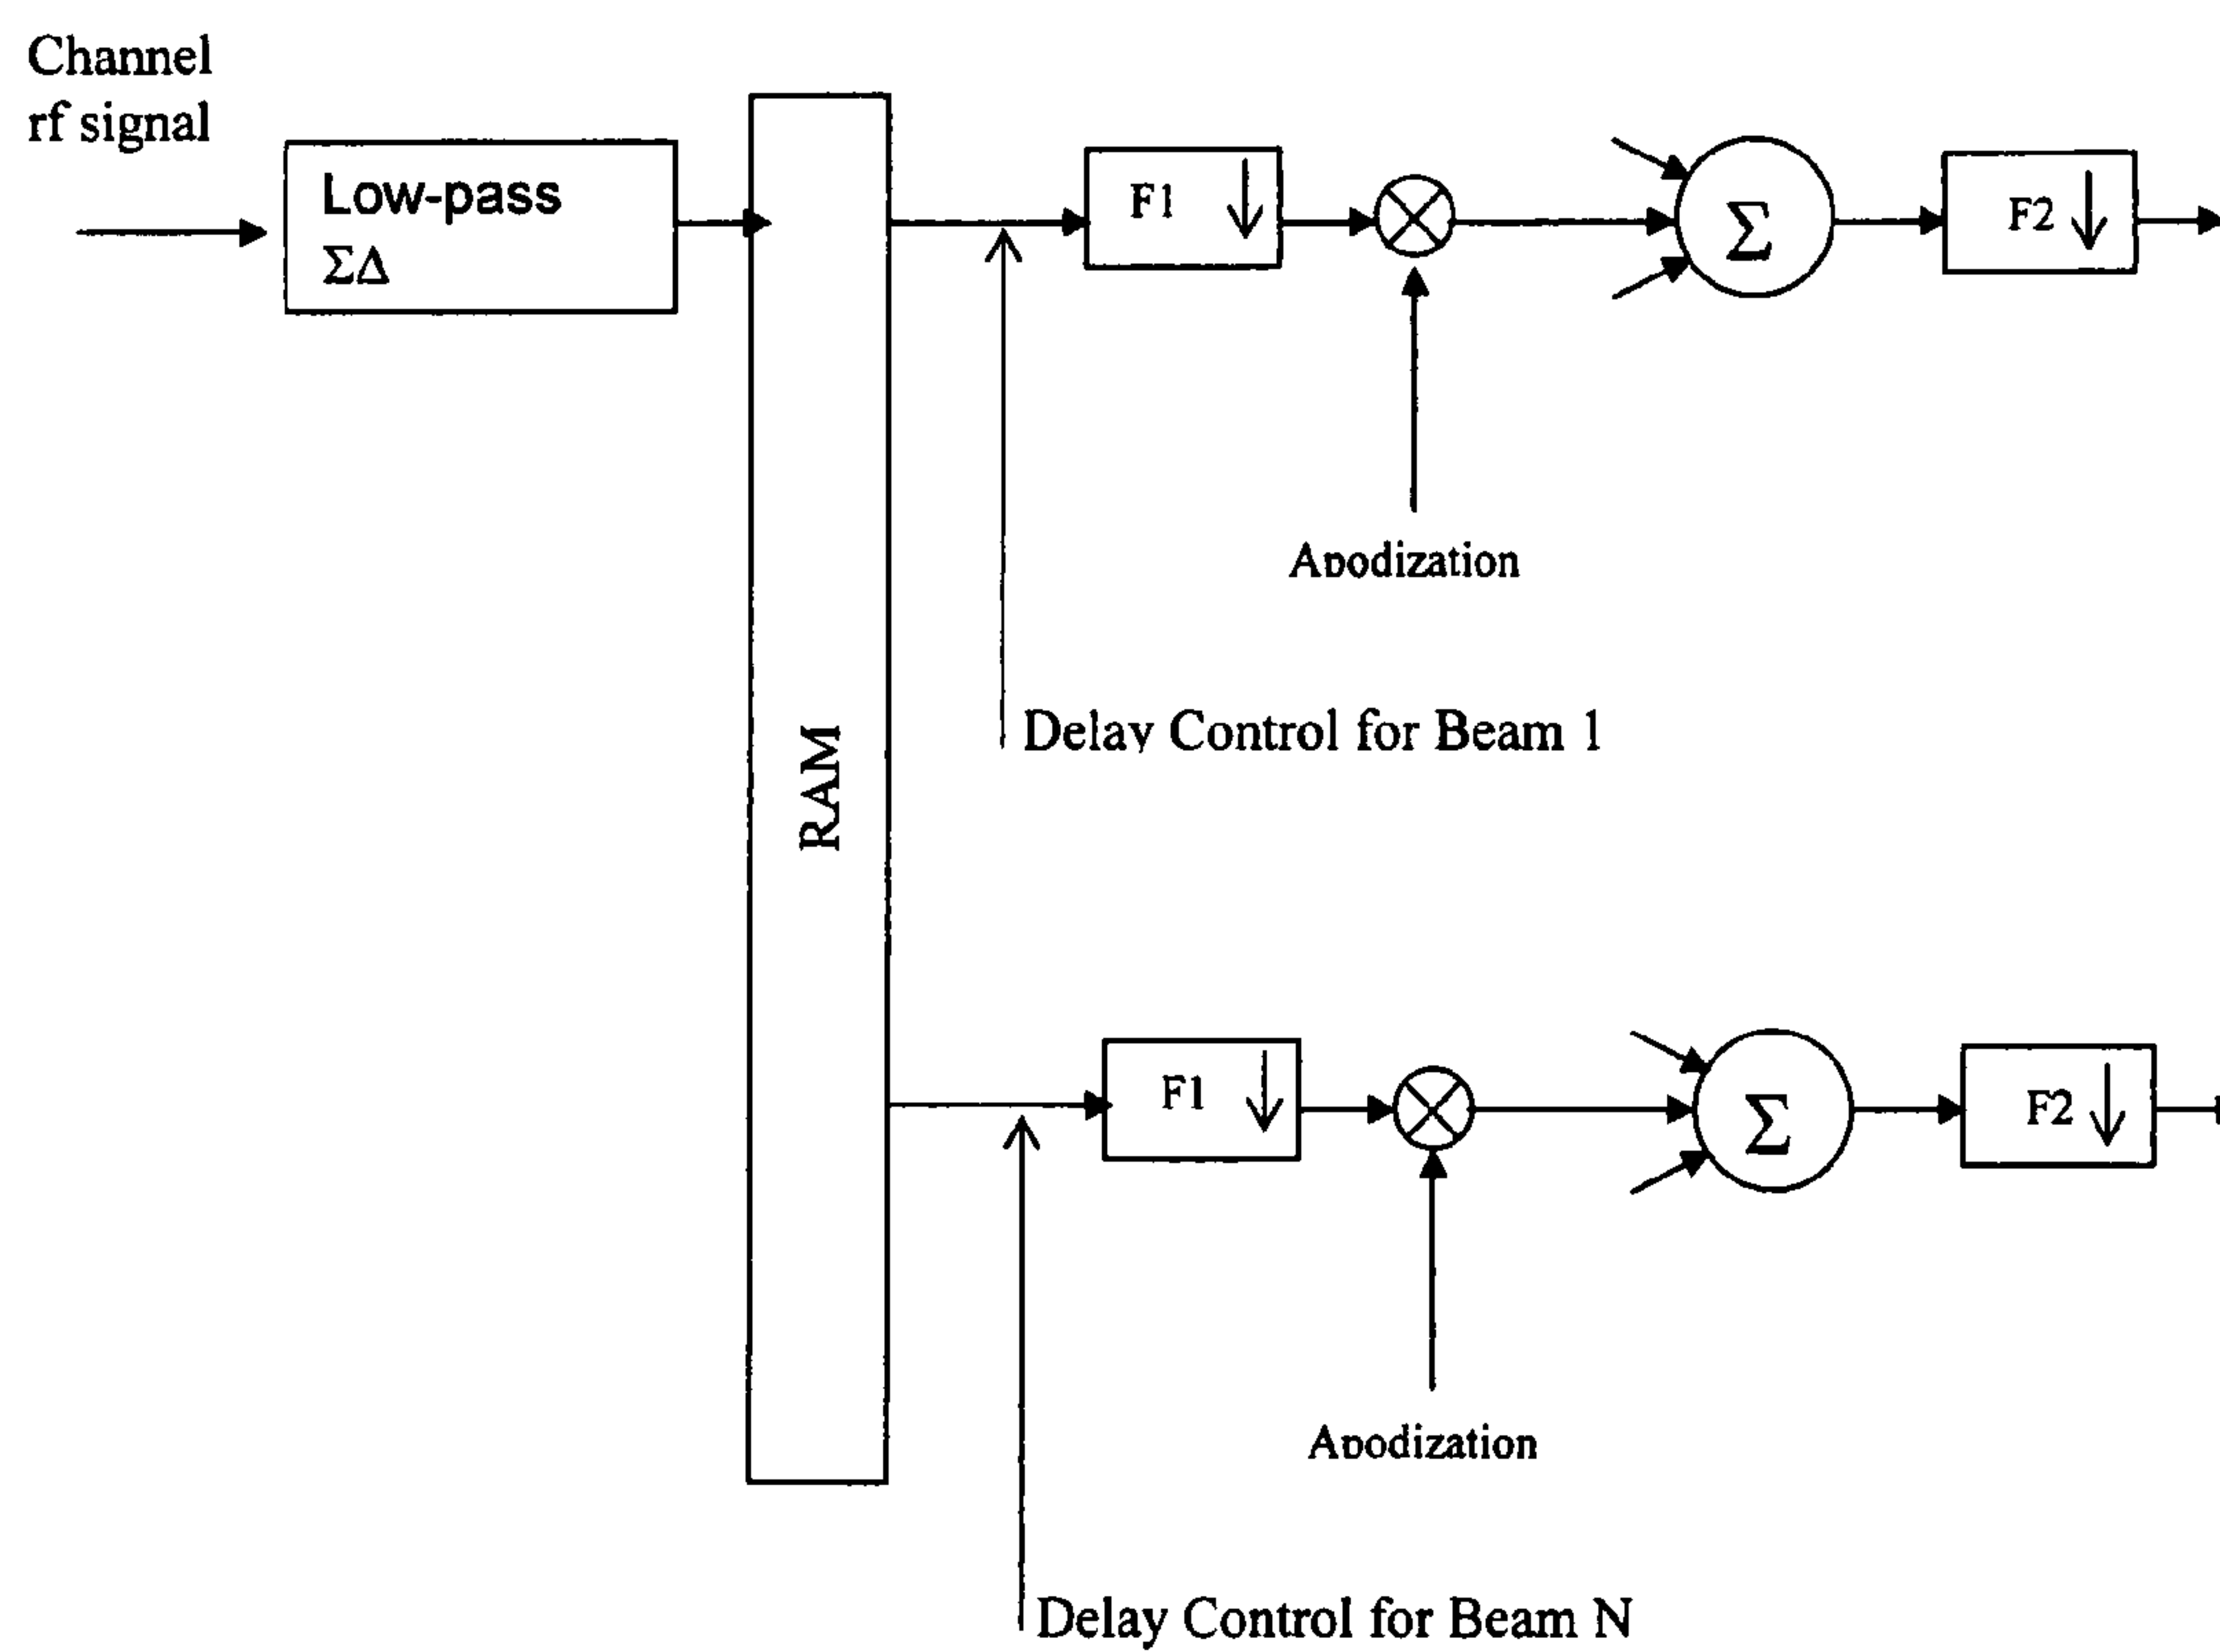 Channel
rf signal
Low-pass
ΣΔ
RAM
F1
Σ
F2
Apodization
Delay Control for Beam 1
F1
Σ
F2
Apodization
Delay Control for Beam N